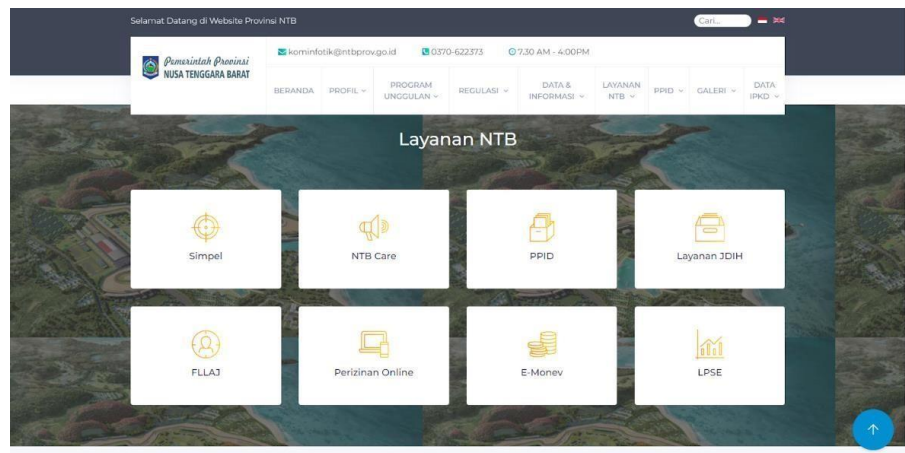 Selamat Datang di Website Provinsi NTB
Cari...
Pemerintah Provinsi
NUSA TENGGARA BARAT
kominfotik@ntbprov.go.id
0370-622373
7.30 AM - 4:00PM
BERANDA
PROFIL
PROGRAM
UNGGULAN
REGULASI
DATA &
INFORMASI
LAYANAN
NTB
PPID
GALERI
DATA
IPKD
Layanan NTB
Simpel
NTB Care
PPID
Layanan JDIH
FLLAJ
Perizinan Online
E-Monev
LPSE